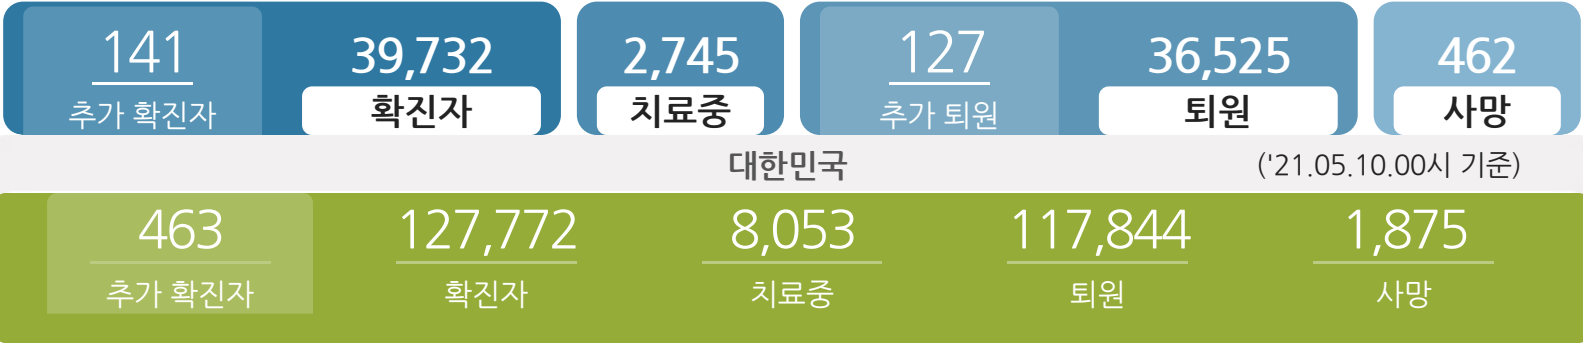 141 39,732 2,745 127 36,525 462
추가 확진자 확진자 치료중 추가 퇴원 퇴원 사망
대한민국 ('21.05.10.00시 기준)
463 127,772 8,053 117,844 1,875
추가 확진자 확진자 치료중 퇴원 사망